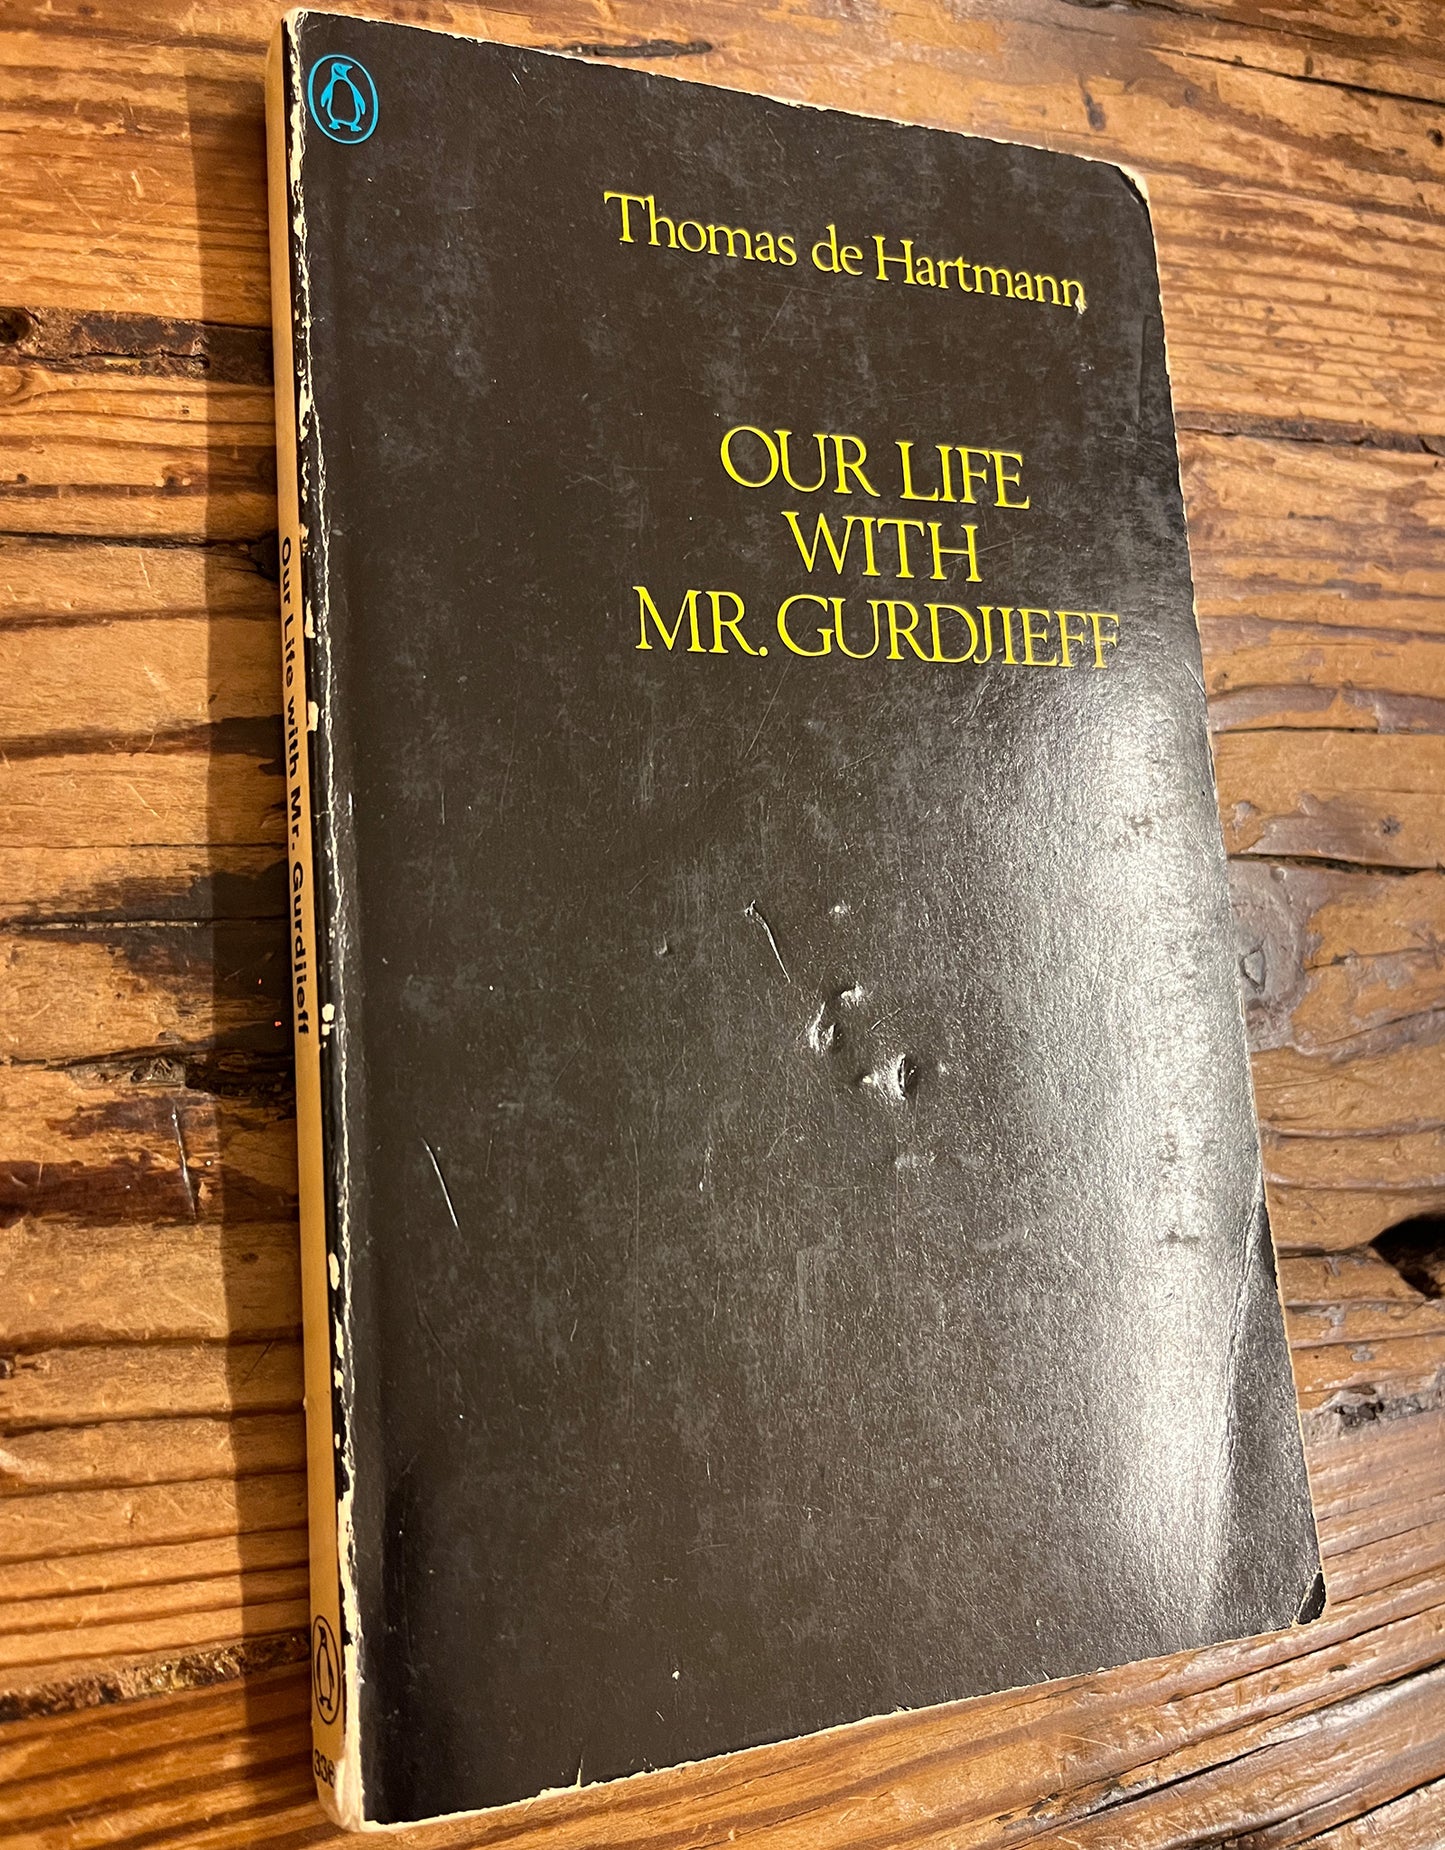 Thomas de Hartmann
OUR LIFE
WITH
MR. GURDJIEFF
Our Life with Mr. Gurdjieff